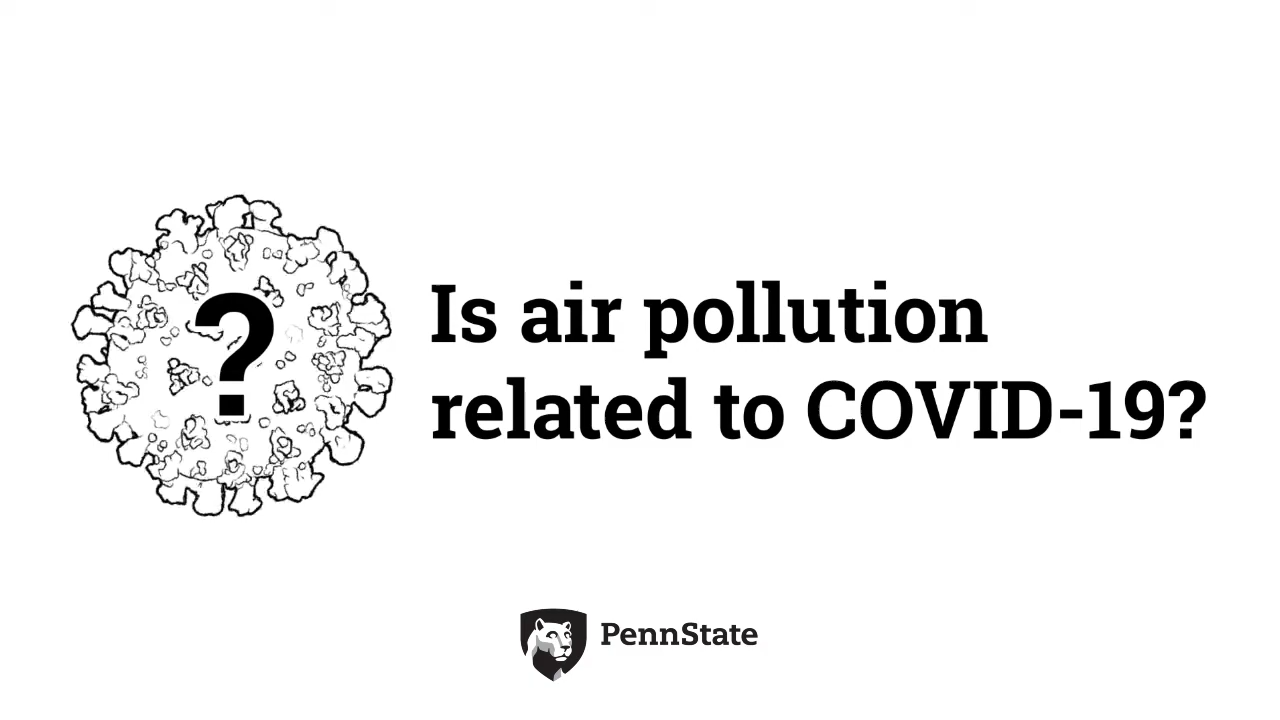 ?
Is air pollution
related to COVID-19?
PennState